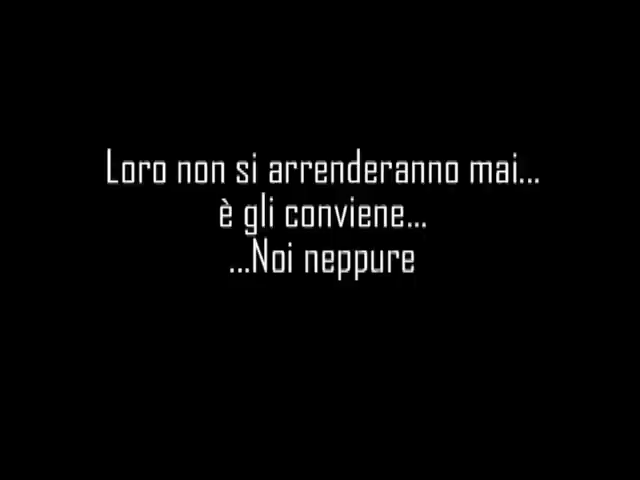 Loro non si arrenderanno mai...
è gli conviene...
...Noi neppure